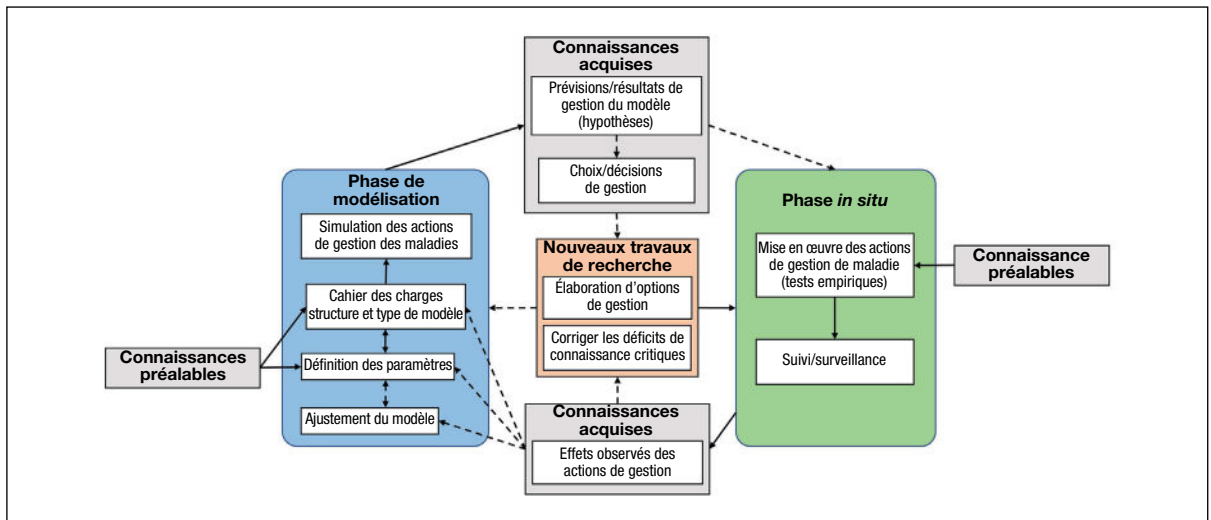 Connaissances
acquises
Prévisions/résultats de
gestion du modèle
(hypothèses)
Choix/décisions
de gestion
Phase de
modélisation
Simulation des actions
de gestion des maladies
Cahier des charges
structure et type de modèle
Définition des paramètres
Ajustement du modèle
Connaissances
préalables
Nouveaux travaux
de recherche
Élaboration d'options
de gestion
Corriger les déficits de
connaissance critiques
Connaissances
acquises
Effets observés des
actions de gestion
Phase in situ
Mise en œuvre des actions
de gestion de maladie
(tests empiriques)
Suivi/surveillance
Connaissance
préalables